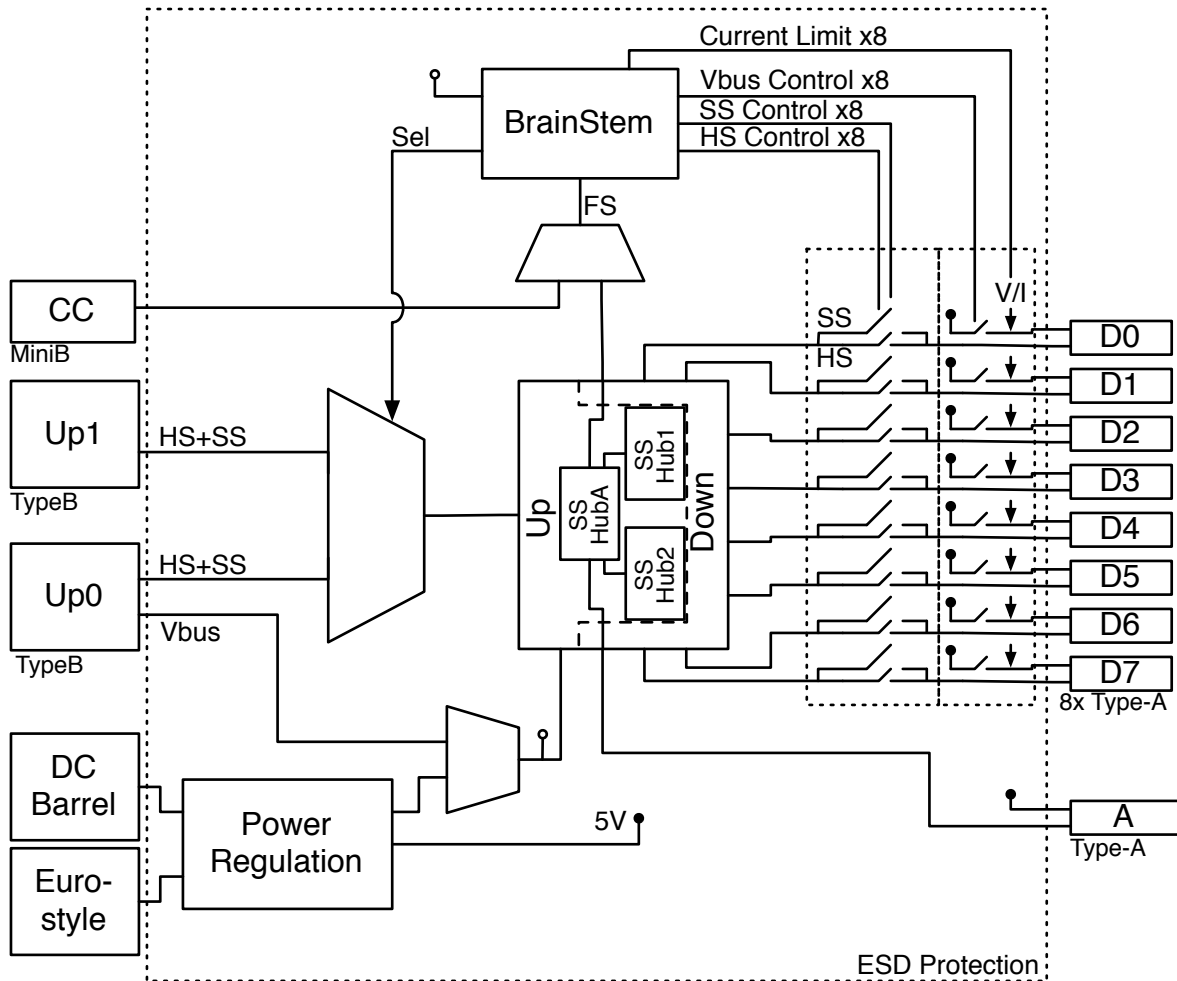 Current Limit x8
Vbus Control x8
SS Control x8
HS Control x8
BrainStem
Sel
FS
CC
MiniB
V/I
SS
HS
D0
D1
D2
D3
D4
D5
D6
D7
8x Type-A
Up1
HS+SS
TypeB
Up0
HS+SS
Vbus
TypeB
Up
SS
HubA
SS
Hub1
SS
Hub2
Down
DC
Barrel
Euro-
style
Power
Regulation
5V
A
Type-A
ESD Protection